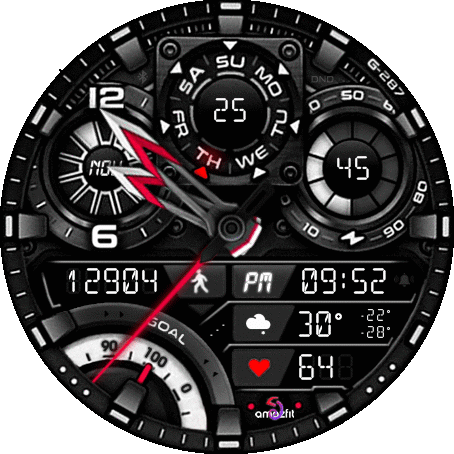 SU
SA MO
FR TU
TH WE
25
DND
G-287
12
6
NOV
0 50
45
10 80 90
12904
PM 09:52
30° -22° -28°
64
GOAL
90 100 0
amazfit